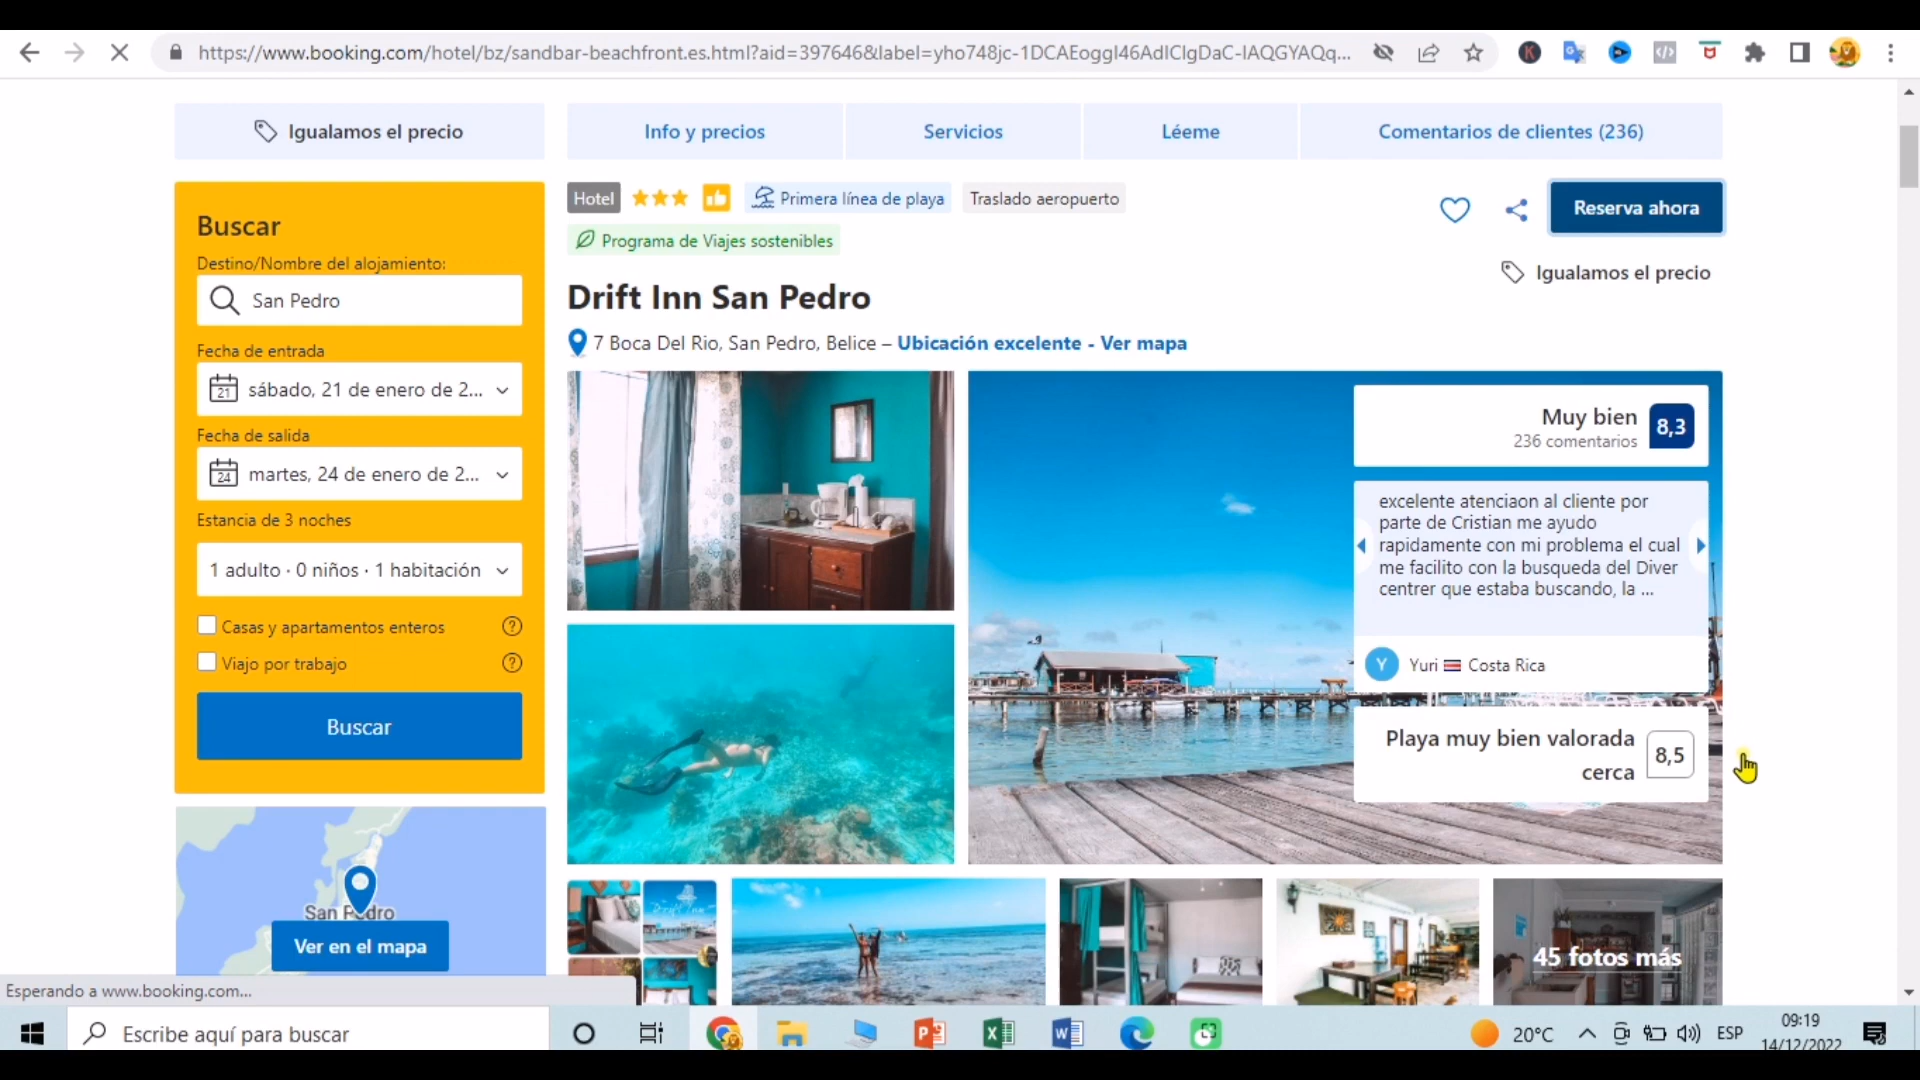 https://www.booking.com/hotel/bz/sandbar-beachfront.es.html?aid=397646&label=yho748jc-1DCAEoggI46AdIClgDaC-IAQGYAQq...
Igualamos el precio
Info y precios
Servicios
Léeme
Comentarios de clientes (236)
Hotel
Primera línea de playa
Traslado aeropuerto
Reserva ahora
Programa de Viajes sostenibles
Igualamos el precio
Drift Inn San Pedro
7 Boca Del Rio, San Pedro, Belice – Ubicación excelente - Ver mapa
Buscar
Destino/Nombre del alojamiento:
San Pedro
Fecha de entrada
21
sábado, 21 de enero de 2...
Fecha de salida
24
martes, 24 de enero de 2...
Estancia de 3 noches
1 adulto · 0 niños · 1 habitación
Casas y apartamentos enteros
Viajo por trabajo
Buscar
San Pedro
Ver en el mapa
Muy bien
236 comentarios
8,3
excelente atenciaon al cliente por
parte de Cristian me ayudo
rapidamente con mi problema el cual
me facilito con la busqueda del Diver
centrer que estaba buscando, la ...
Y
Yuri
Costa Rica
Playa muy bien valorada
cerca
8,5
Drift Inn
45 fotos más
Esperando a www.booking.com...
Escribe aquí para buscar
20°C
ESP
09:19
14/12/2022